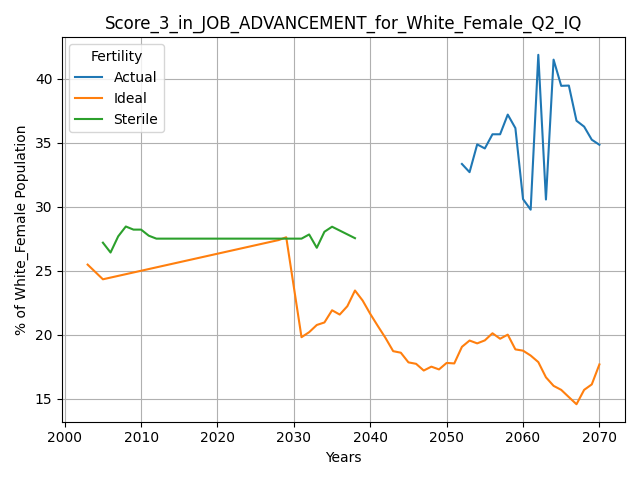 Score_3_in_JOB_ADVANCEMENT_for_White_Female_Q2_IQ
Fertility
Actual
Ideal
Sterile
% of White_Female Population
40
35
30
25
20
15
2000 2010 2020 2030 2040 2050 2060 2070
Years